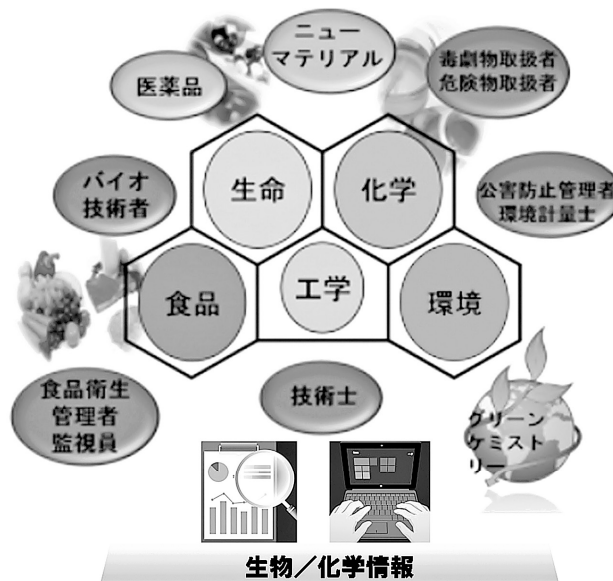 ニュー
マテリアル
医薬品
毒劇物取扱者
危険物取扱者
バイオ
技術者
生命
化学
公害防止管理者
環境計量士
食品
工学
環境
食品衛生
管理者
監視員
技術士
グリーン
ケミスト
リー
生物／化学情報